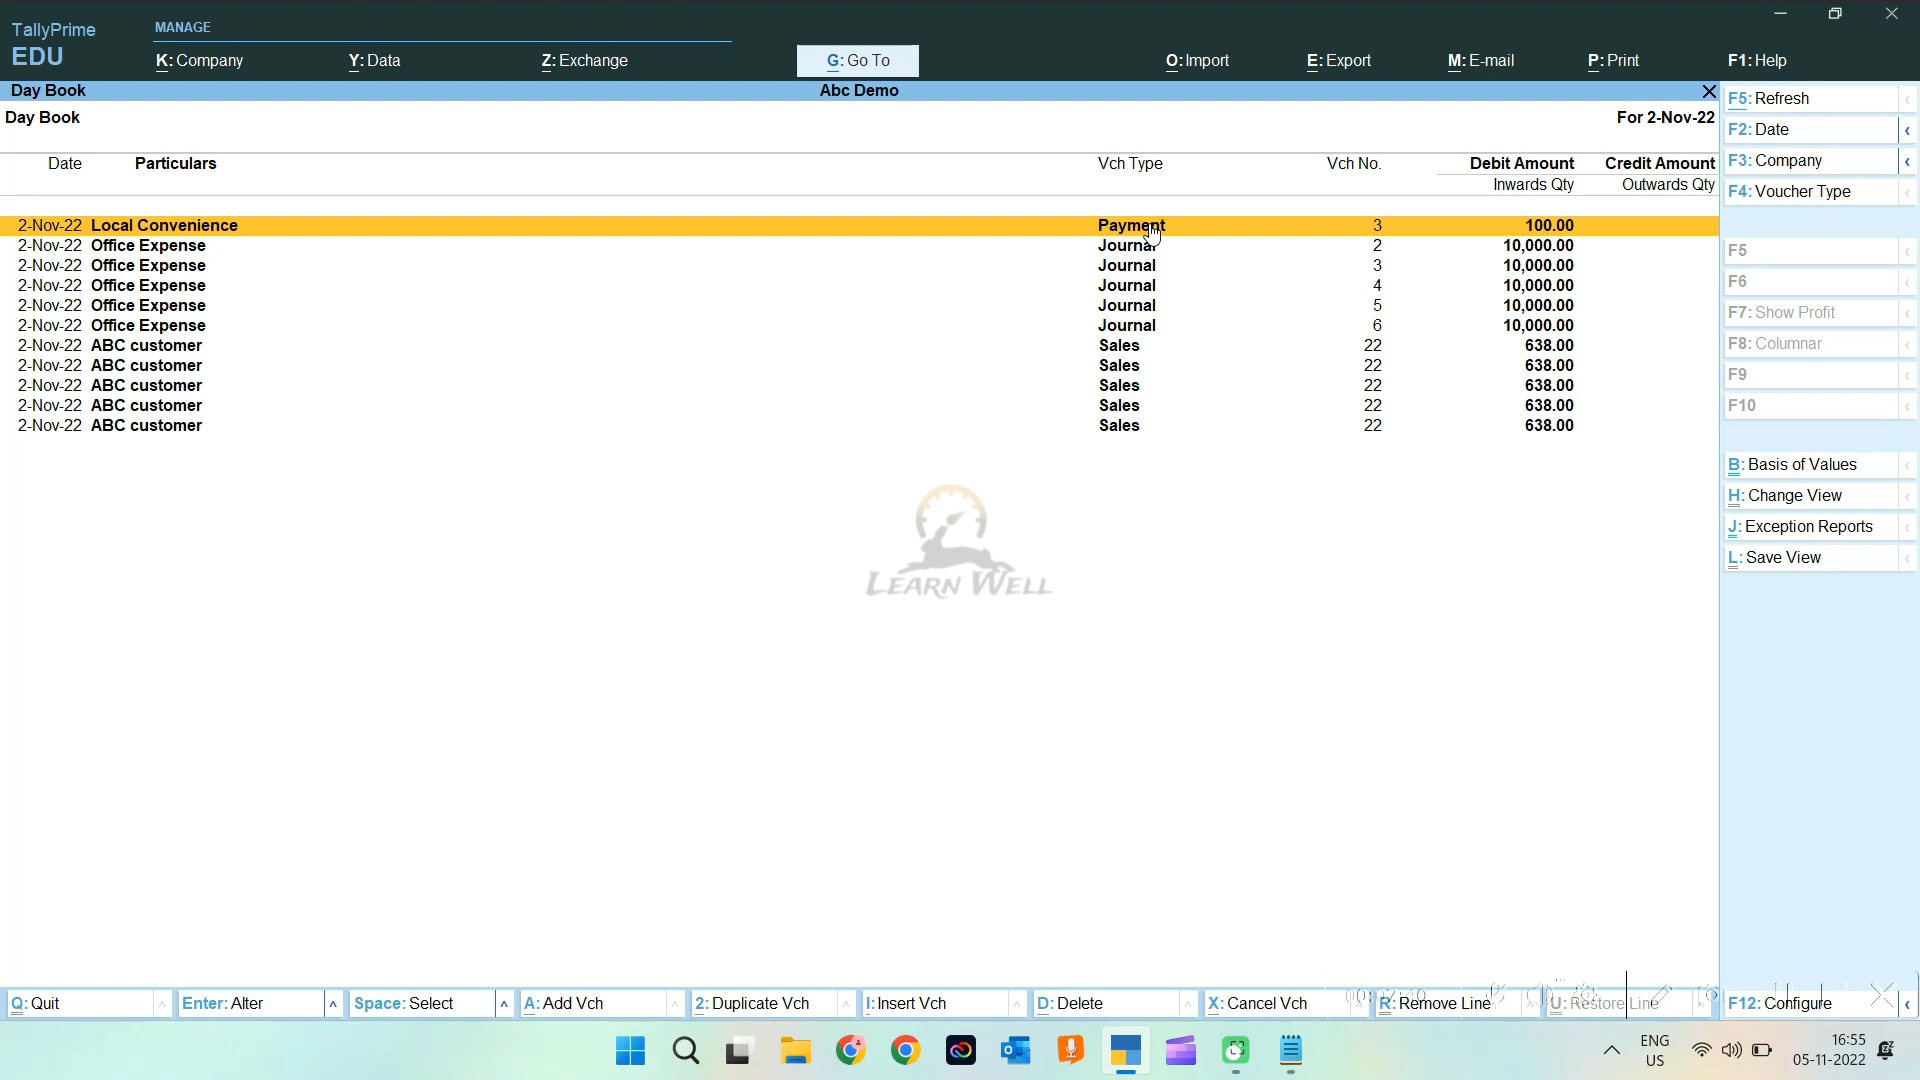 TallyPrime
EDU
MANAGE
K: Company Y: Data Z: Exchange G: Go To O: Import E: Export M: E-mail P: Print F1: Help
Day Book Abc Demo
Day Book For 2-Nov-22
Date Particulars Vch Type Vch No. Debit Amount Credit Amount
Inwards Qty Outwards Qty
2-Nov-22 Local Convenience Payment 3 100.00
2-Nov-22 Office Expense Journal 2 10,000.00
2-Nov-22 Office Expense Journal 3 10,000.00
2-Nov-22 Office Expense Journal 4 10,000.00
2-Nov-22 Office Expense Journal 5 10,000.00
2-Nov-22 Office Expense Journal 6 10,000.00
2-Nov-22 ABC customer Sales 22 638.00
2-Nov-22 ABC customer Sales 22 638.00
2-Nov-22 ABC customer Sales 22 638.00
2-Nov-22 ABC customer Sales 22 638.00
2-Nov-22 ABC customer Sales 22 638.00
LEARN WELL
F5: Refresh
F2: Date
F3: Company
F4: Voucher Type
F5
F6
F7: Show Profit
F8: Columnar
F9
F10
B: Basis of Values
H: Change View
J: Exception Reports
L: Save View
Q: Quit Enter: Alter Space: Select A: Add Vch 2: Duplicate Vch I: Insert Vch D: Delete X: Cancel Vch R: Remove Line U: Restore Line F12: Configure
ENG
US
16:55
05-11-2022